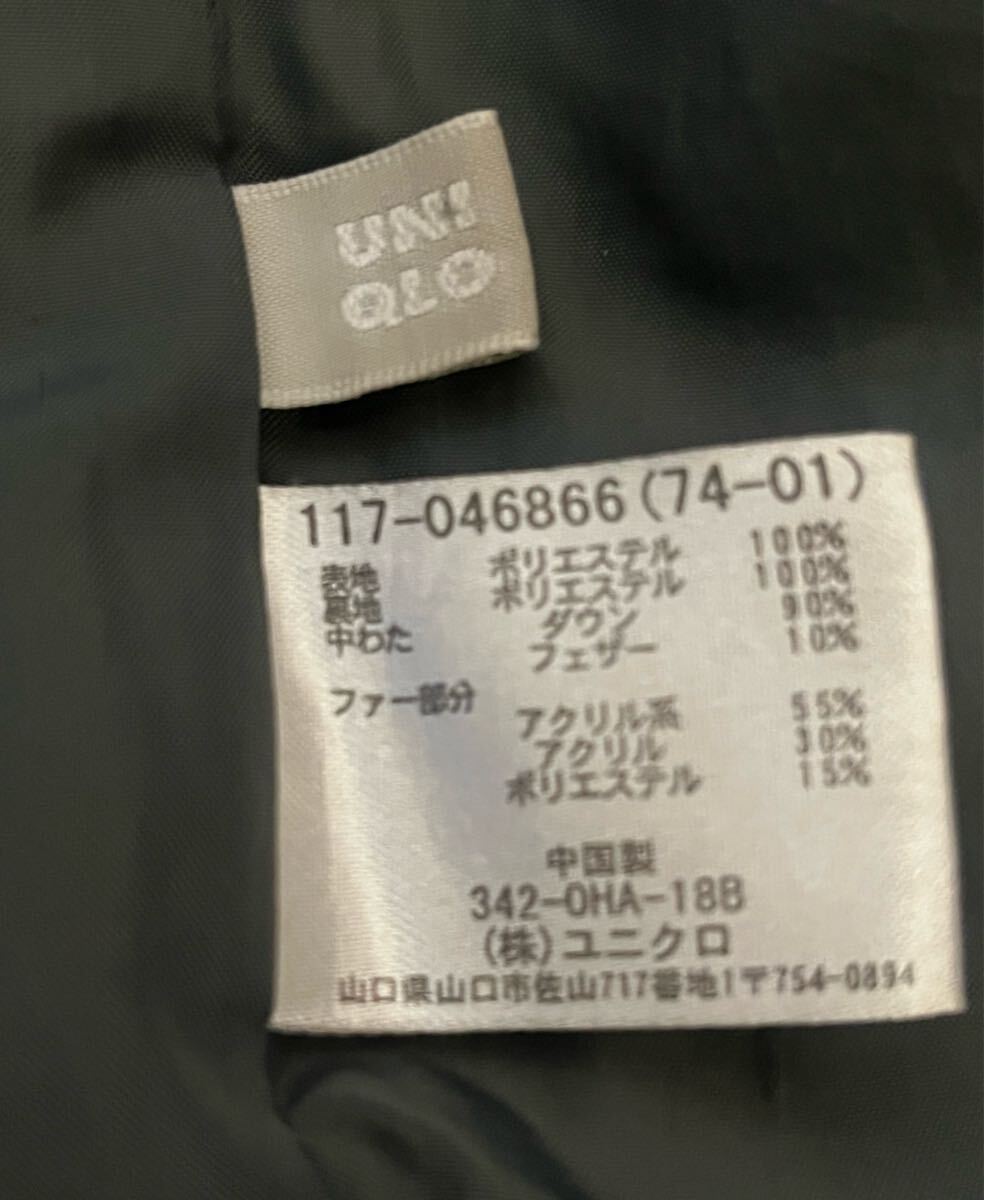 UNI
QLO
117-046866(74-01)
表地 ポリエステル 100%
裏地 ポリエステル 100%
中わた ダウン 90%
フェザー 10%
ファー部分
アクリル系 55%
アクリル 30%
ポリエステル 15%
中国製
342-0HA-18B
(株)ユニクロ
山口県山口市佐山717番地1〒754-0894